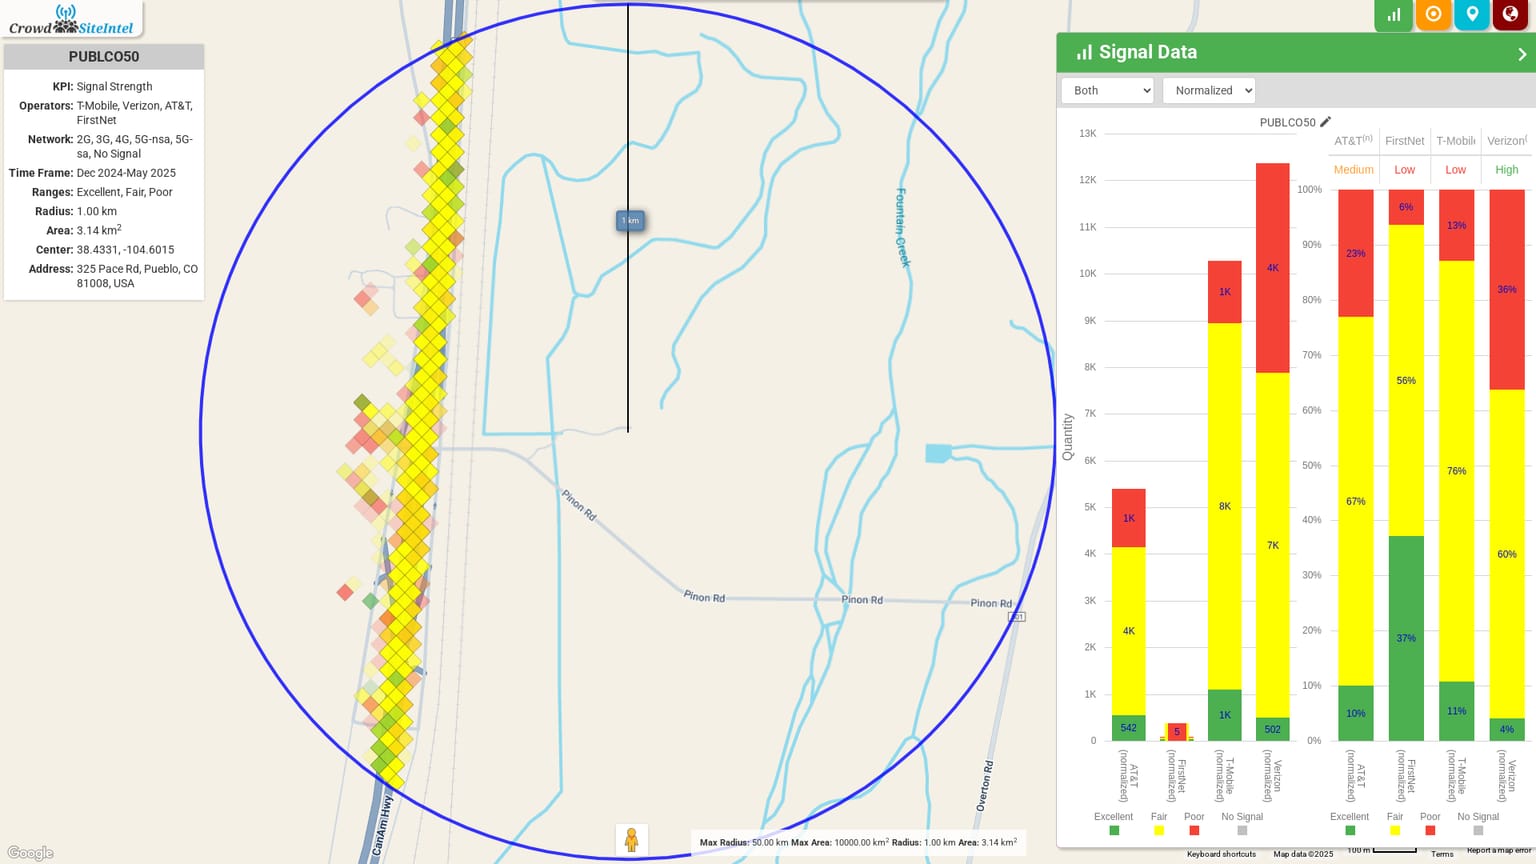 Crowd SiteIntel
PUBLCO50
KPI: Signal Strength
Operators: T-Mobile, Verizon, AT&T,
FirstNet
Network: 2G, 3G, 4G, 5G-nsa, 5G-
sa, No Signal
Time Frame: Dec 2024-May 2025
Ranges: Excellent, Fair, Poor
Radius: 1.00 km
Area: 3.14 km2
Center: 38.4331, -104.6015
Address: 325 Pace Rd, Pueblo, CO
81008, USA
1 km
Fountain Creek
Pinon Rd
Pinon Rd
Pinon Rd
Pinon Rd
Overton Rd
CanAm Hwy
Google
Max Radius: 50.00 km Max Area: 10000.00 km2 Radius: 1.00 km Area: 3.14 km2
Signal Data
Both
Normalized
PUBLCO50
Quantity
13K
12K
11K
10K
9K
8K
7K
6K
5K
4K
3K
2K
1K
0
1K
4K
542
5
1K
8K
1K
4K
7K
502
AT&T (normalized)
FirstNet (normalized)
T-Mobile (normalized)
Verizon (normalized)
Excellent Fair Poor No Signal
AT&T(n) FirstNet T-Mobile Verizon(
Medium Low Low High
100%
90%
80%
70%
60%
50%
40%
30%
20%
10%
0%
23%
67%
10%
6%
56%
37%
13%
76%
11%
36%
60%
4%
AT&T (normalized)
FirstNet (normalized)
T-Mobile (normalized)
Verizon (normalized)
Excellent Fair Poor No Signal
Keyboard shortcuts Map data ©2025 100 m Terms Report a map error